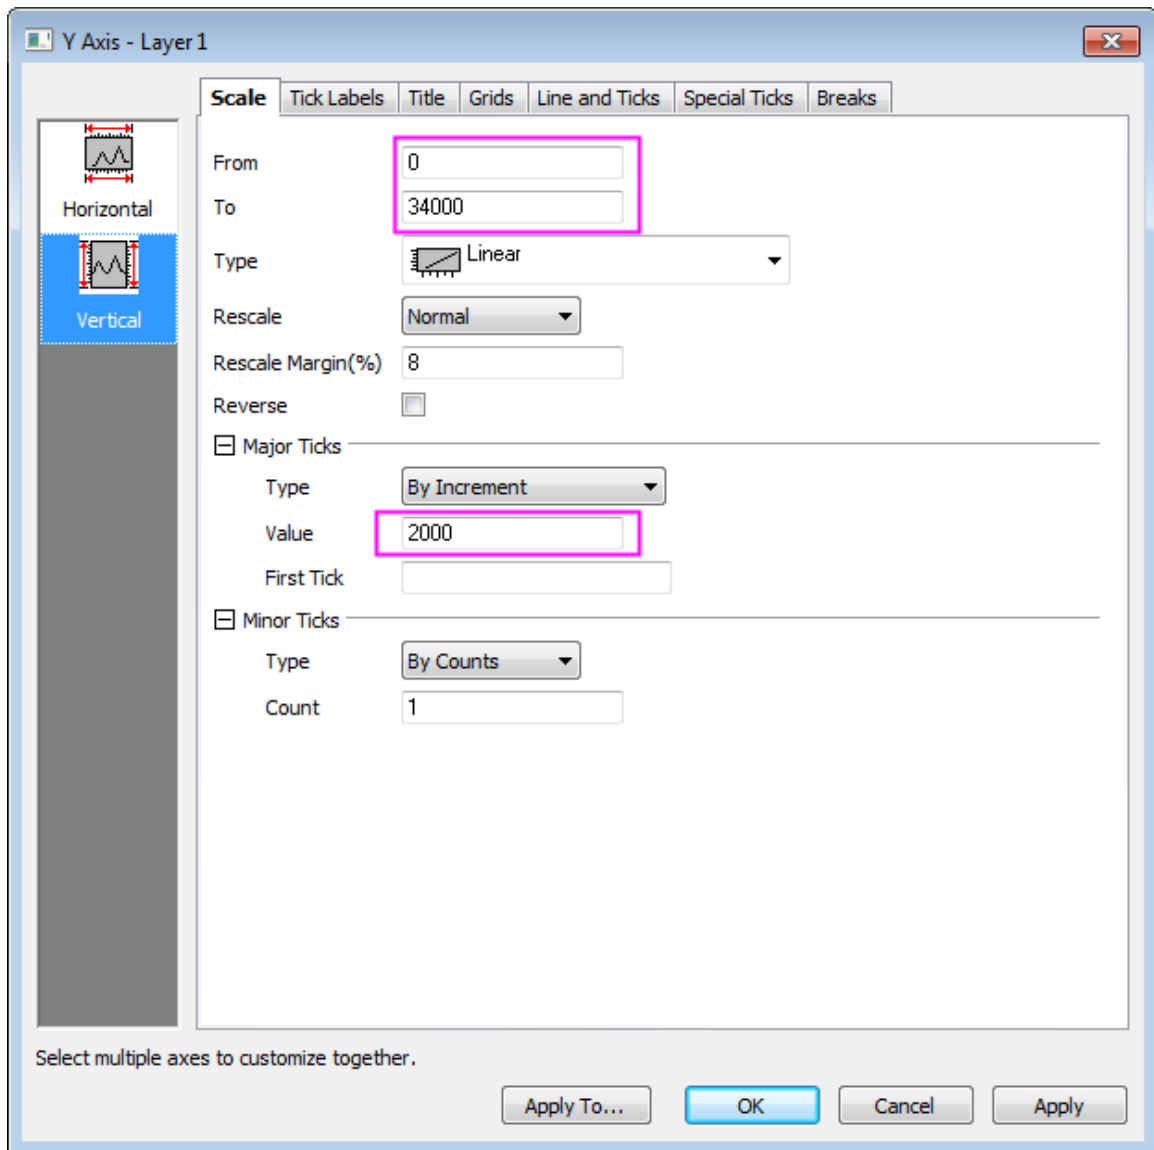 Y Axis - Layer1
Scale Tick Labels Title Grids Line and Ticks Special Ticks Breaks
Horizontal
Vertical
From 0
To 34000
Type Linear
Rescale Normal
Rescale Margin(%) 8
Reverse
Major Ticks
Type By Increment
Value 2000
First Tick
Minor Ticks
Type By Counts
Count 1
Select multiple axes to customize together.
Apply To... OK Cancel Apply